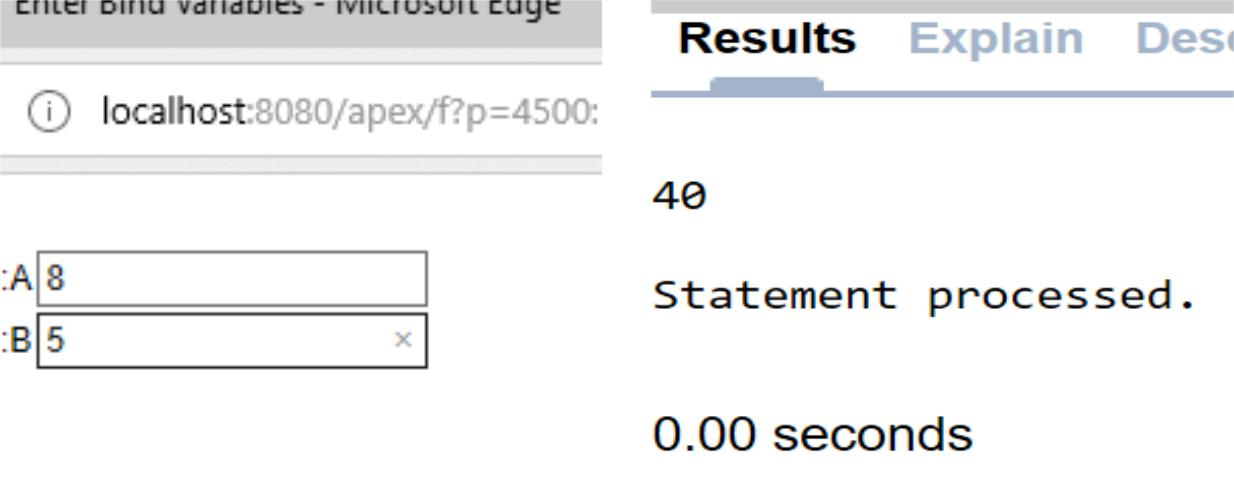 Enter Bind Variables - Microsoft Edge
localhost:8080/apex/f?p=4500:
:A 8
:B 5
Results Explain Desc
40
Statement processed.
0.00 seconds